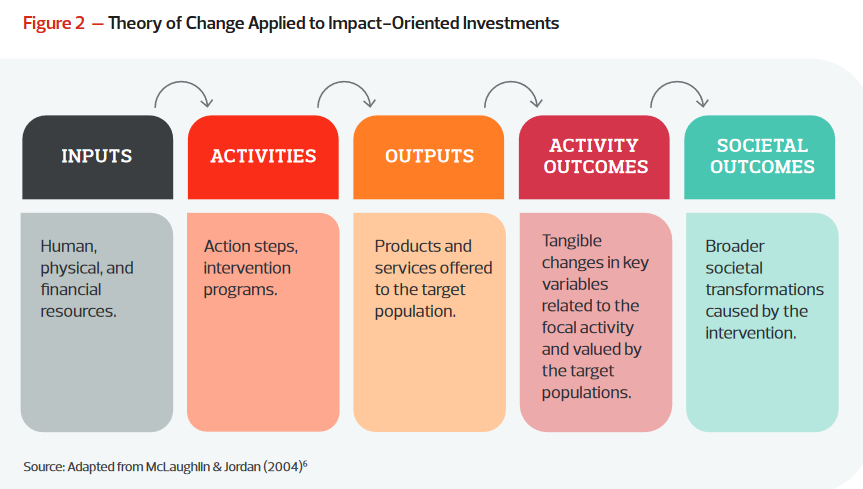 Figure 2 — Theory of Change Applied to Impact-Oriented Investments
INPUTS
ACTIVITIES
OUTPUTS
ACTIVITY
OUTCOMES
SOCIETAL
OUTCOMES
Human,
physical, and
financial
resources.
Action steps,
intervention
programs.
Products and
services offered
to the target
population.
Tangible
changes in key
variables
related to the
focal activity
and valued by
the target
populations.
Broader
societal
transformations
caused by the
intervention.
Source: Adapted from McLaughlin & Jordan (2004)⁶